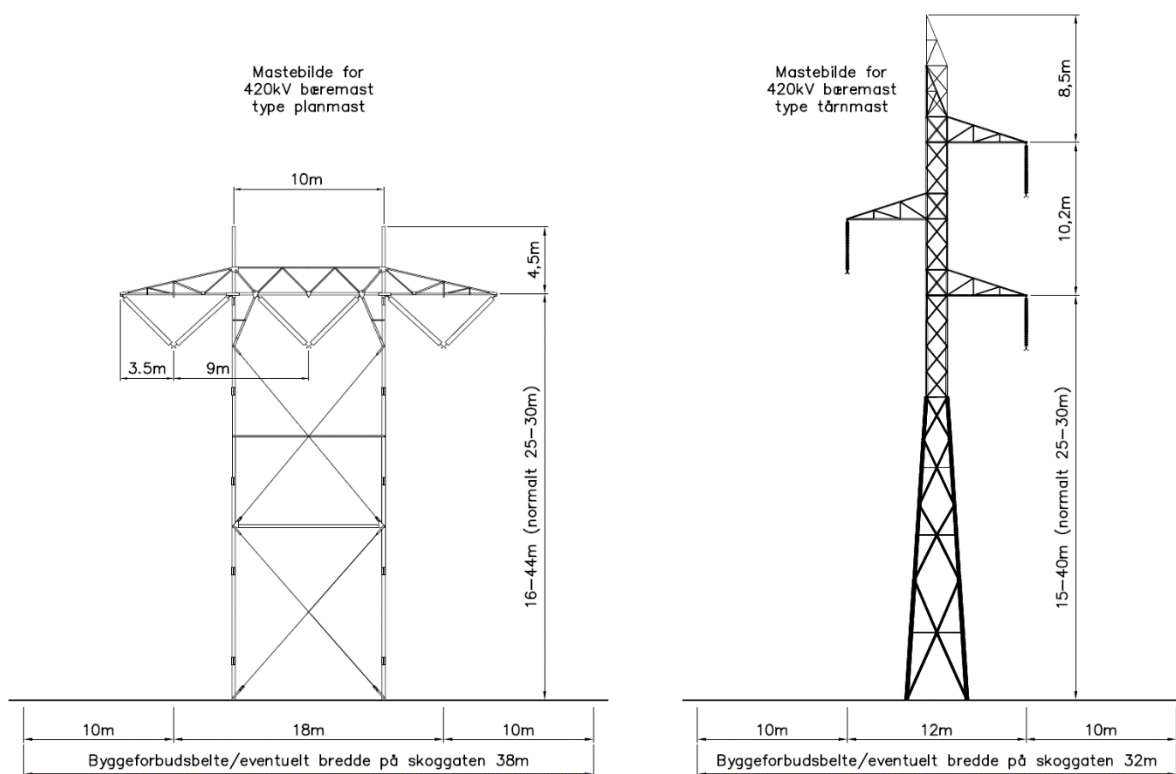 Mastebilde for
420kV bæremast
type planmast
10m
4,5m
3.5m
9m
16–44m (normalt 25–30m)
10m
18m
10m
Byggeforbudsbelte/eventuelt bredde på skoggaten 38m
Mastebilde for
420kV bæremast
type tårnmast
8,5m
10,2m
15–40m (normalt 25–30m)
10m
12m
10m
Byggeforbudsbelte/eventuelt bredde på skoggaten 32m